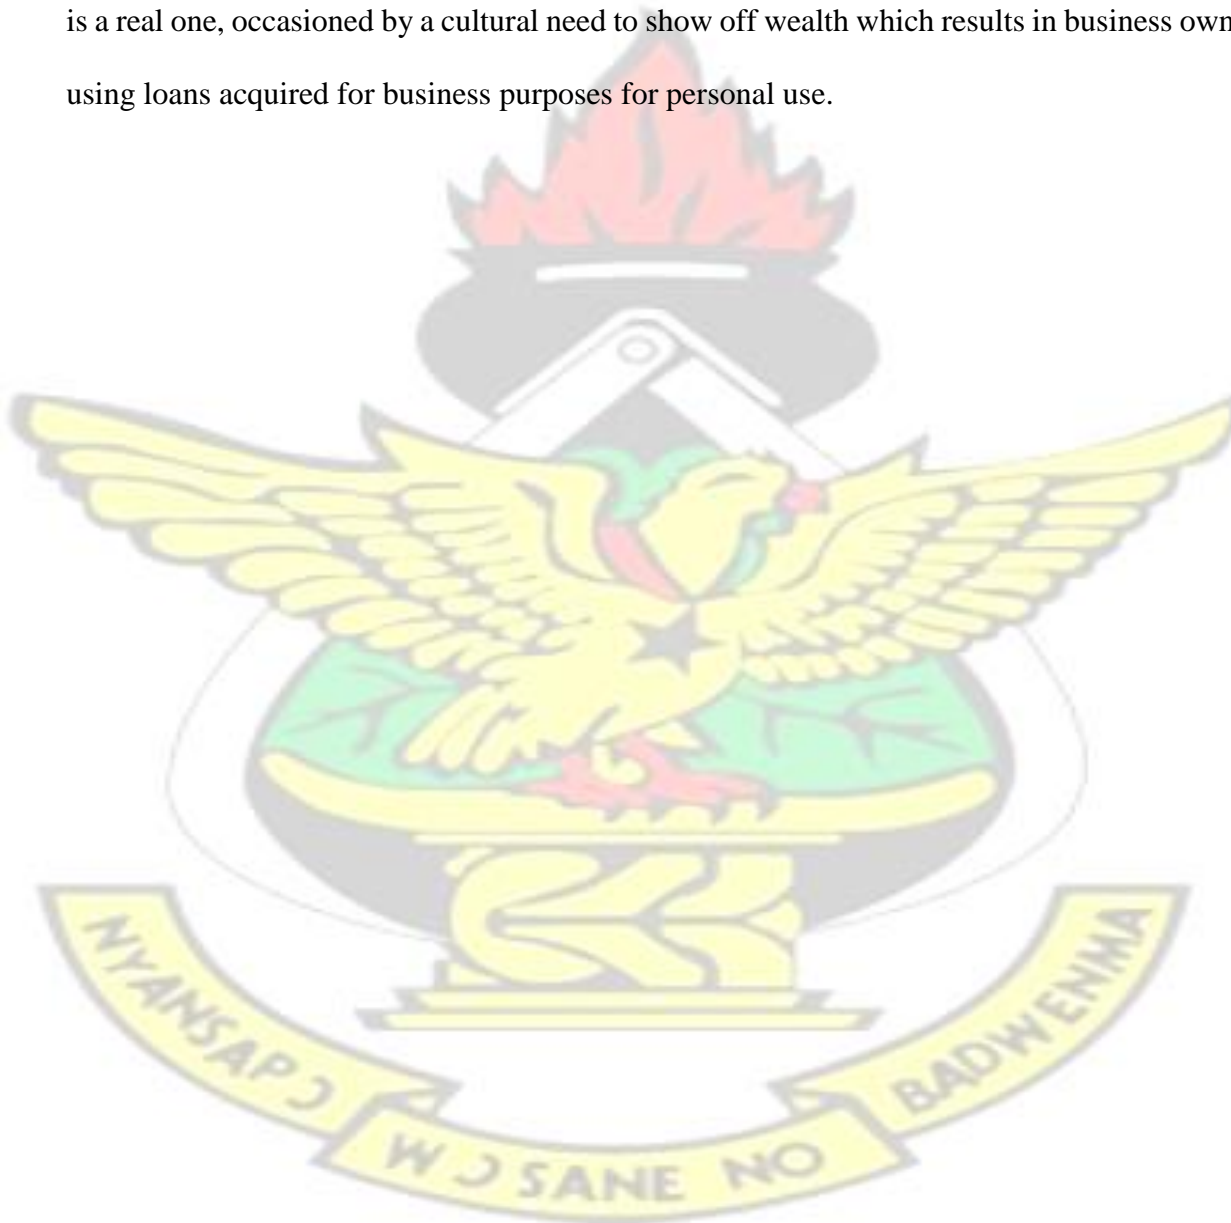 is a real one, occasioned by a cultural need to show off wealth which results in business own
using loans acquired for business purposes for personal use.
NYANSAPƆ
WƆSANE NO
BADWENMA